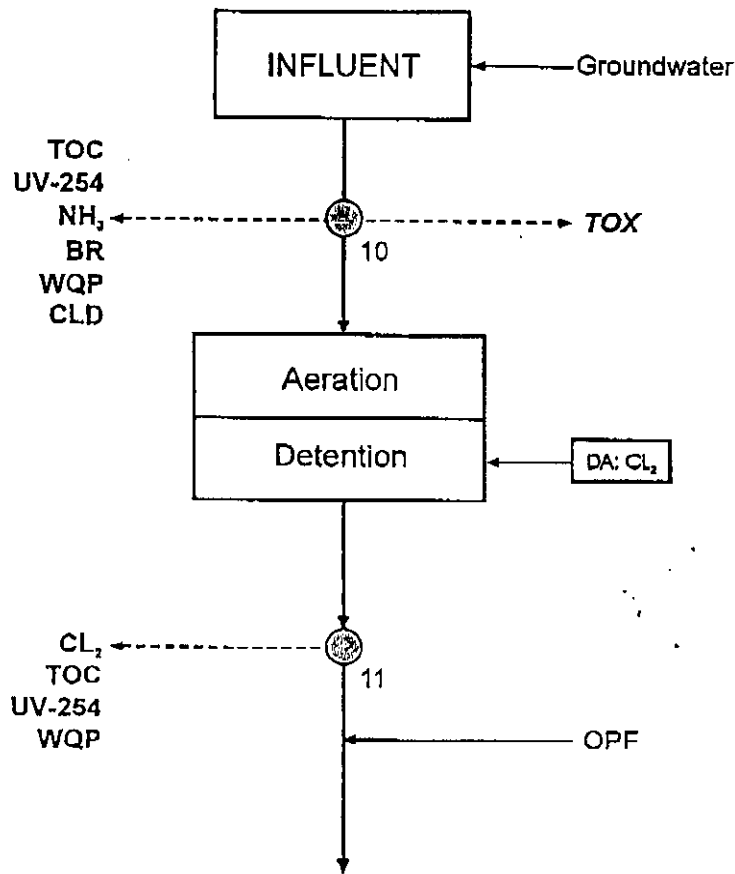 INFLUENT
Groundwater
TOC
UV-254
NH₃
BR
WQP
CLD
TOX
10
Aeration
Detention
DA: CL₂
CL₂
TOC
UV-254
WQP
11
OPF